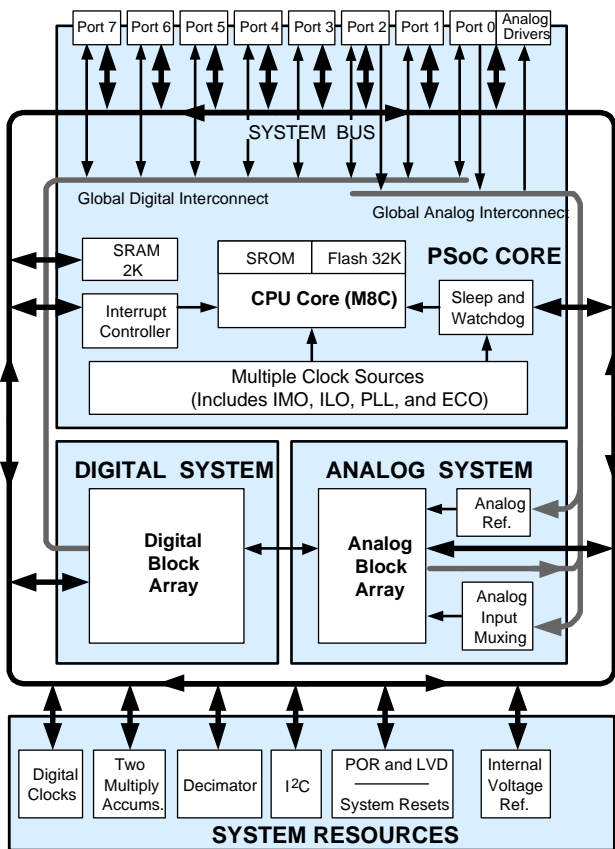 Port 7
Port 6
Port 5
Port 4
Port 3
Port 2
Port 1
Port 0
Analog
Drivers
SYSTEM BUS
Global Digital Interconnect
Global Analog Interconnect
PSoC CORE
SRAM
2K
SROM
Flash 32K
CPU Core (M8C)
Interrupt
Controller
Sleep and
Watchdog
Multiple Clock Sources
(Includes IMO, ILO, PLL, and ECO)
DIGITAL SYSTEM
ANALOG SYSTEM
Digital
Block
Array
Analog
Block
Array
Analog
Ref.
Analog
Input
Muxing
Digital
Clocks
Two
Multiply
Accums.
Decimator
I²C
POR and LVD
System Resets
Internal
Voltage
Ref.
SYSTEM RESOURCES